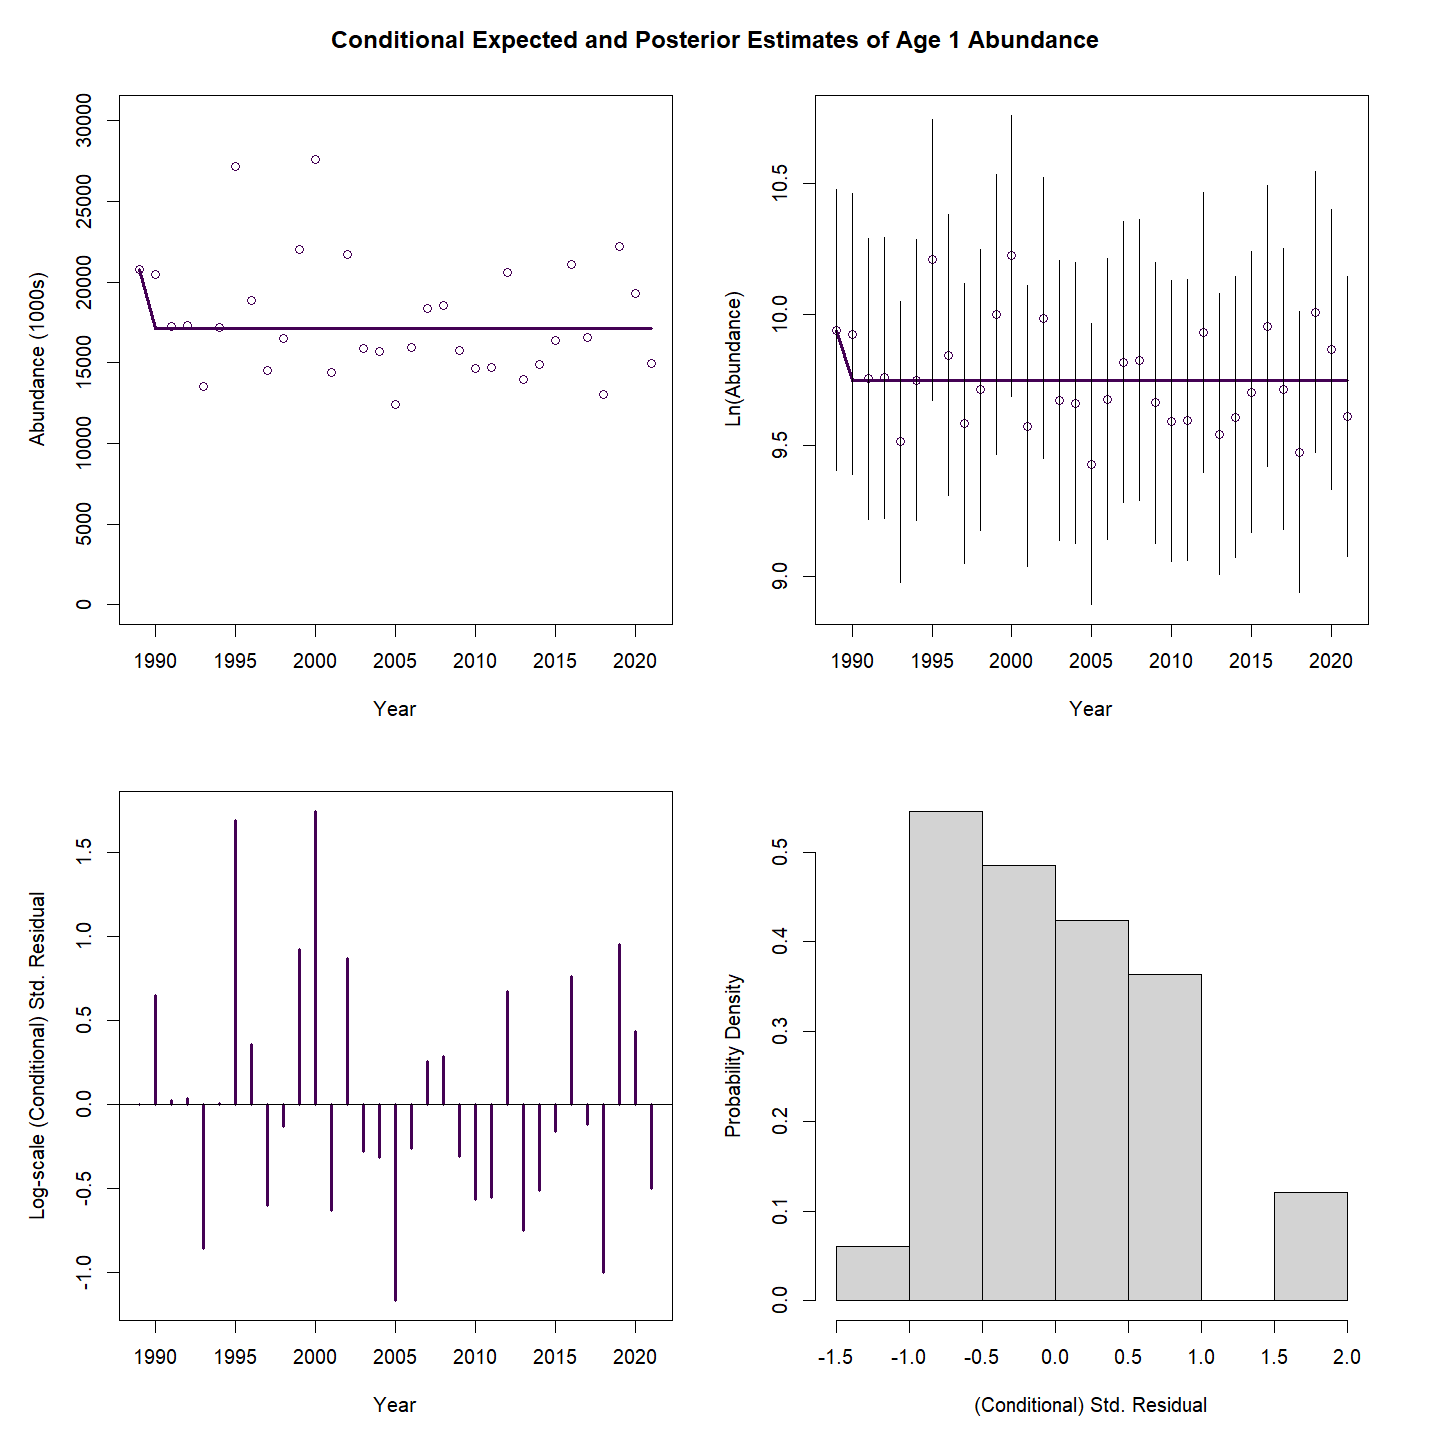 Conditional Expected and Posterior Estimates of Age 1 Abundance
Abundance (1000s)
30000
25000
20000
15000
10000
5000
0
1990 1995 2000 2005 2010 2015 2020
Year
Ln(Abundance)
10.5
10.0
9.5
9.0
1990 1995 2000 2005 2010 2015 2020
Year
Log-scale (Conditional) Std. Residual
1.5
1.0
0.5
0.0
-0.5
-1.0
1990 1995 2000 2005 2010 2015 2020
Year
Probability Density
0.5
0.4
0.3
0.2
0.1
0.0
-1.5 -1.0 -0.5 0.0 0.5 1.0 1.5 2.0
(Conditional) Std. Residual